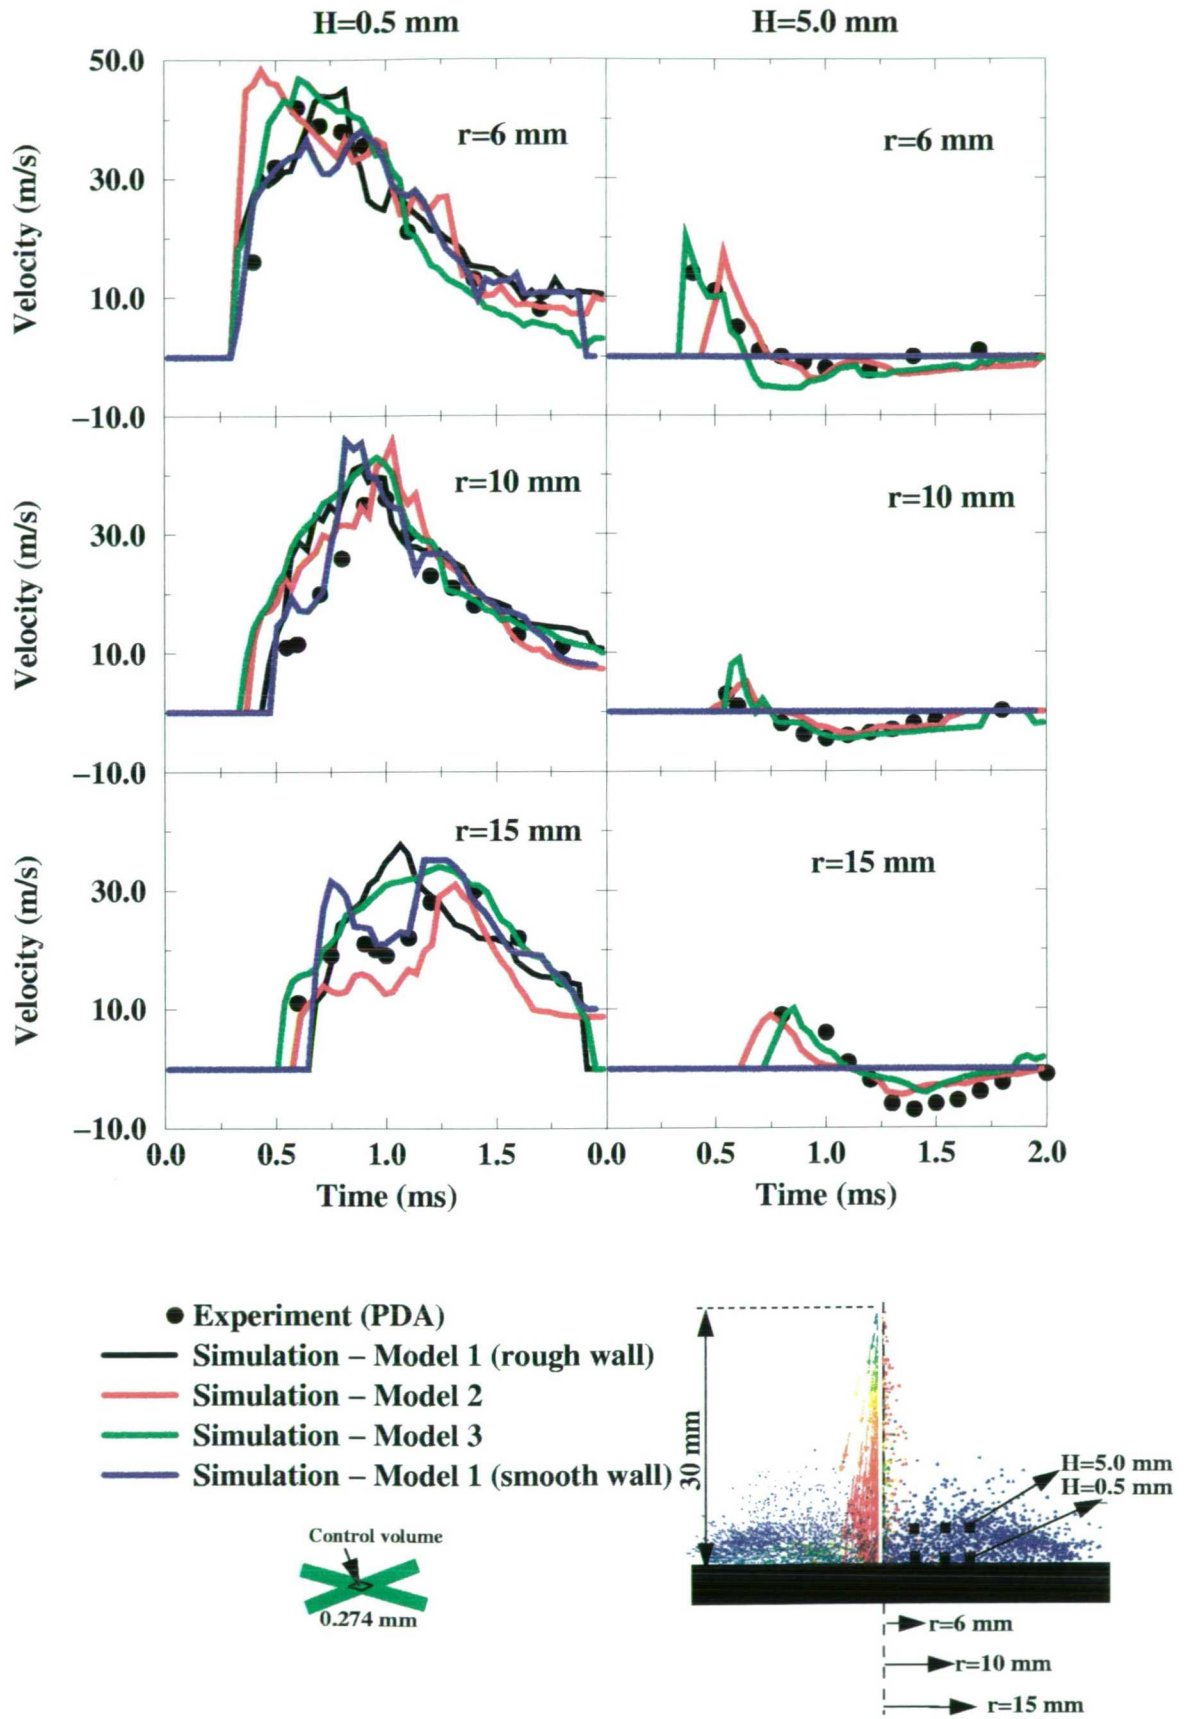 H=0.5 mm H=5.0 mm
50.0
r=6 mm r=6 mm
30.0
Velocity (m/s)
10.0
−10.0
r=10 mm r=10 mm
30.0
Velocity (m/s)
10.0
−10.0
r=15 mm r=15 mm
30.0
Velocity (m/s)
10.0
−10.0
0.0 0.5 1.0 1.5 0.0 0.5 1.0 1.5 2.0
Time (ms) Time (ms)
Experiment (PDA)
Simulation − Model 1 (rough wall)
Simulation − Model 2
Simulation − Model 3
Simulation − Model 1 (smooth wall)
Control volume
0.274 mm
30 mm
H=5.0 mm
H=0.5 mm
r=6 mm
r=10 mm
r=15 mm